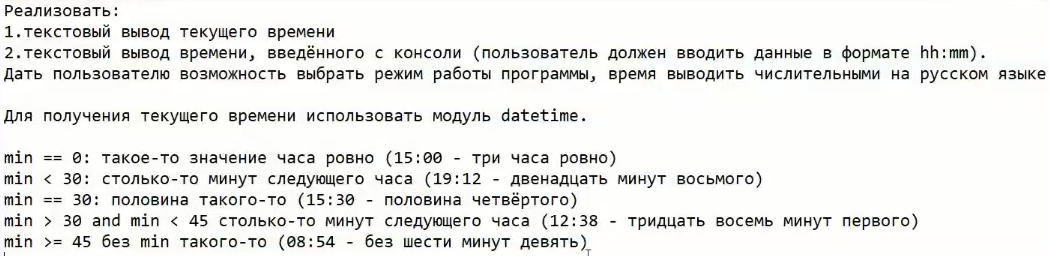 Реализовать:
1.текстовый вывод текущего времени
2.текстовый вывод времени, введённого с консоли (пользователь должен вводить данные в формате hh:mm).
Дать пользователю возможность выбрать режим работы программы, время выводить числительными на русском языке
Для получения текущего времени использовать модуль datetime.
min == 0: такое-то значение часа ровно (15:00 - три часа ровно)
min < 30: столько-то минут следующего часа (19:12 - двенадцать минут восьмого)
min == 30: половина такого-то (15:30 - половина четвёртого)
min > 30 and min < 45 столько-то минут следующего часа (12:38 - тридцать восемь минут первого)
min >= 45 без min такого-то (08:54 - без шести минут девять)